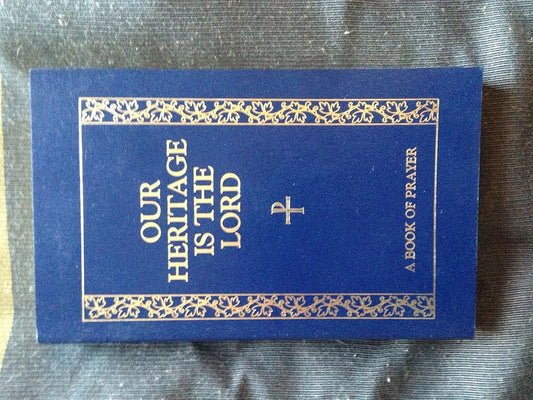 OUR
HERITAGE
IS THE
LORD
A BOOK OF PRAYER